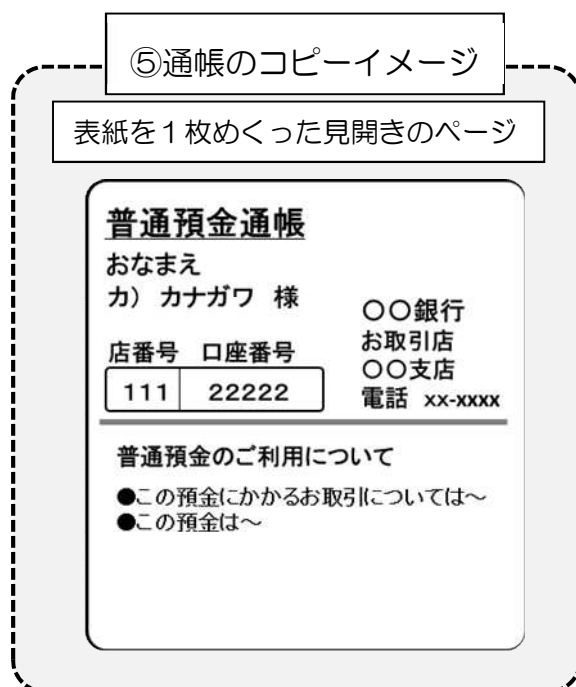 ⑤通帳のコピーイメージ
表紙を１枚めくった見開きのページ
普通預金通帳
おなまえ
カ） カナガワ 様
店番号 口座番号
111 22222
〇〇銀行
お取引店
〇〇支店
電話 xx-xxxx
普通預金のご利用について
●この預金にかかるお取引については～
●この預金は～